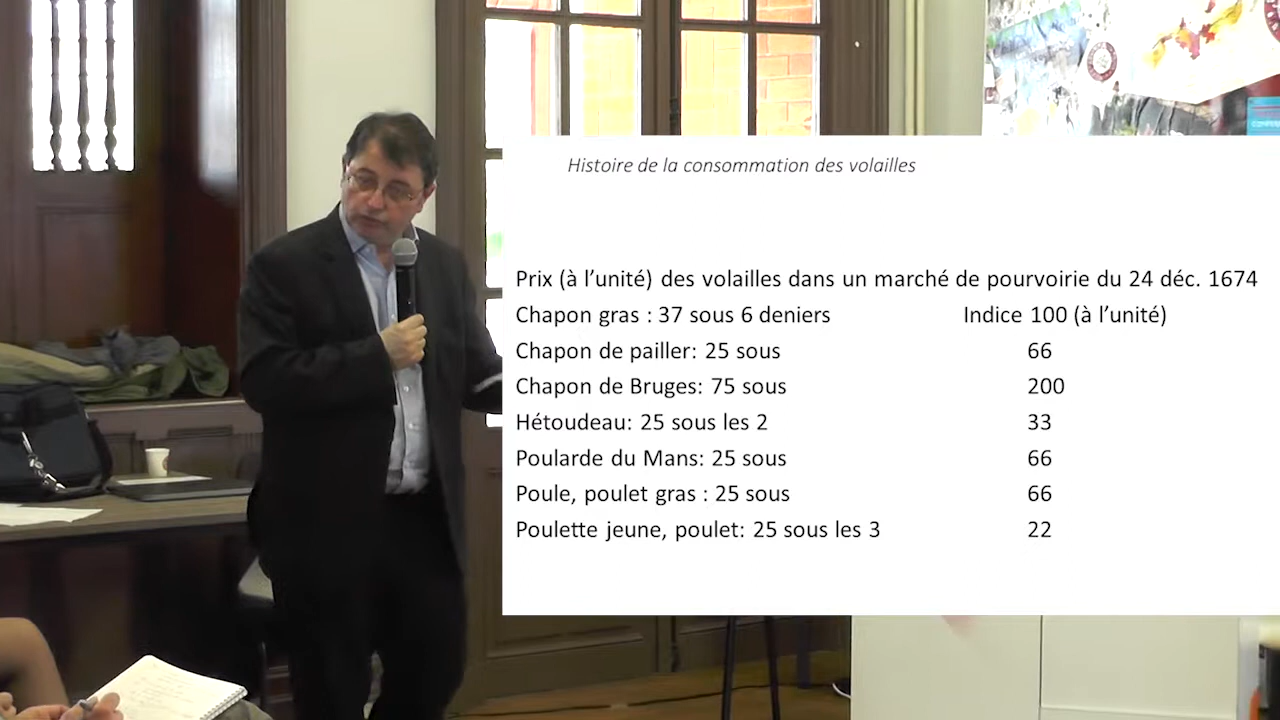 Histoire de la consommation des volailles
Prix (à l’unité) des volailles dans un marché de pourvoirie du 24 déc. 1674
Chapon gras : 37 sous 6 deniers Indice 100 (à l’unité)
Chapon de pailler: 25 sous 66
Chapon de Bruges: 75 sous 200
Hétoudeau: 25 sous les 2 33
Poularde du Mans: 25 sous 66
Poule, poulet gras : 25 sous 66
Poulette jeune, poulet: 25 sous les 3 22